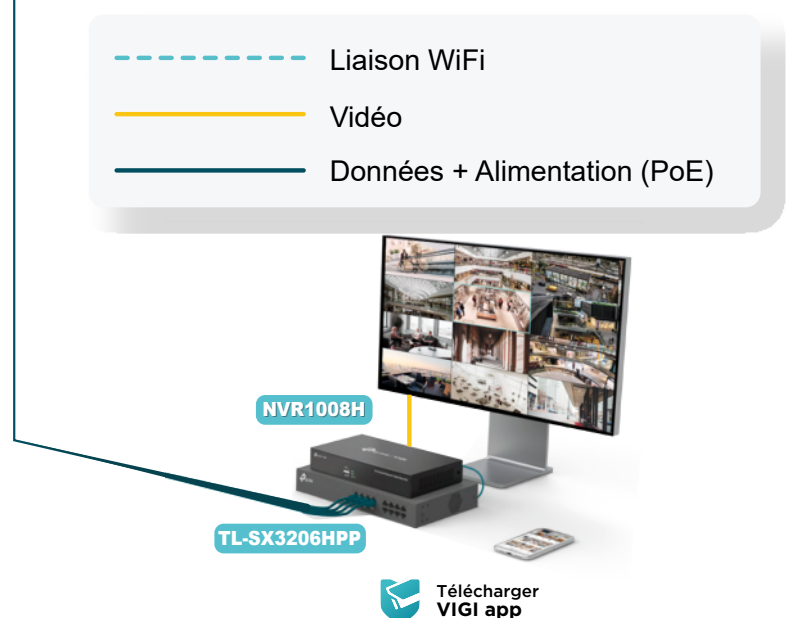 Liaison WiFi
Vidéo
Données + Alimentation (PoE)
NVR1008H
TL-SX3206HPP
Télécharger
VIGI app